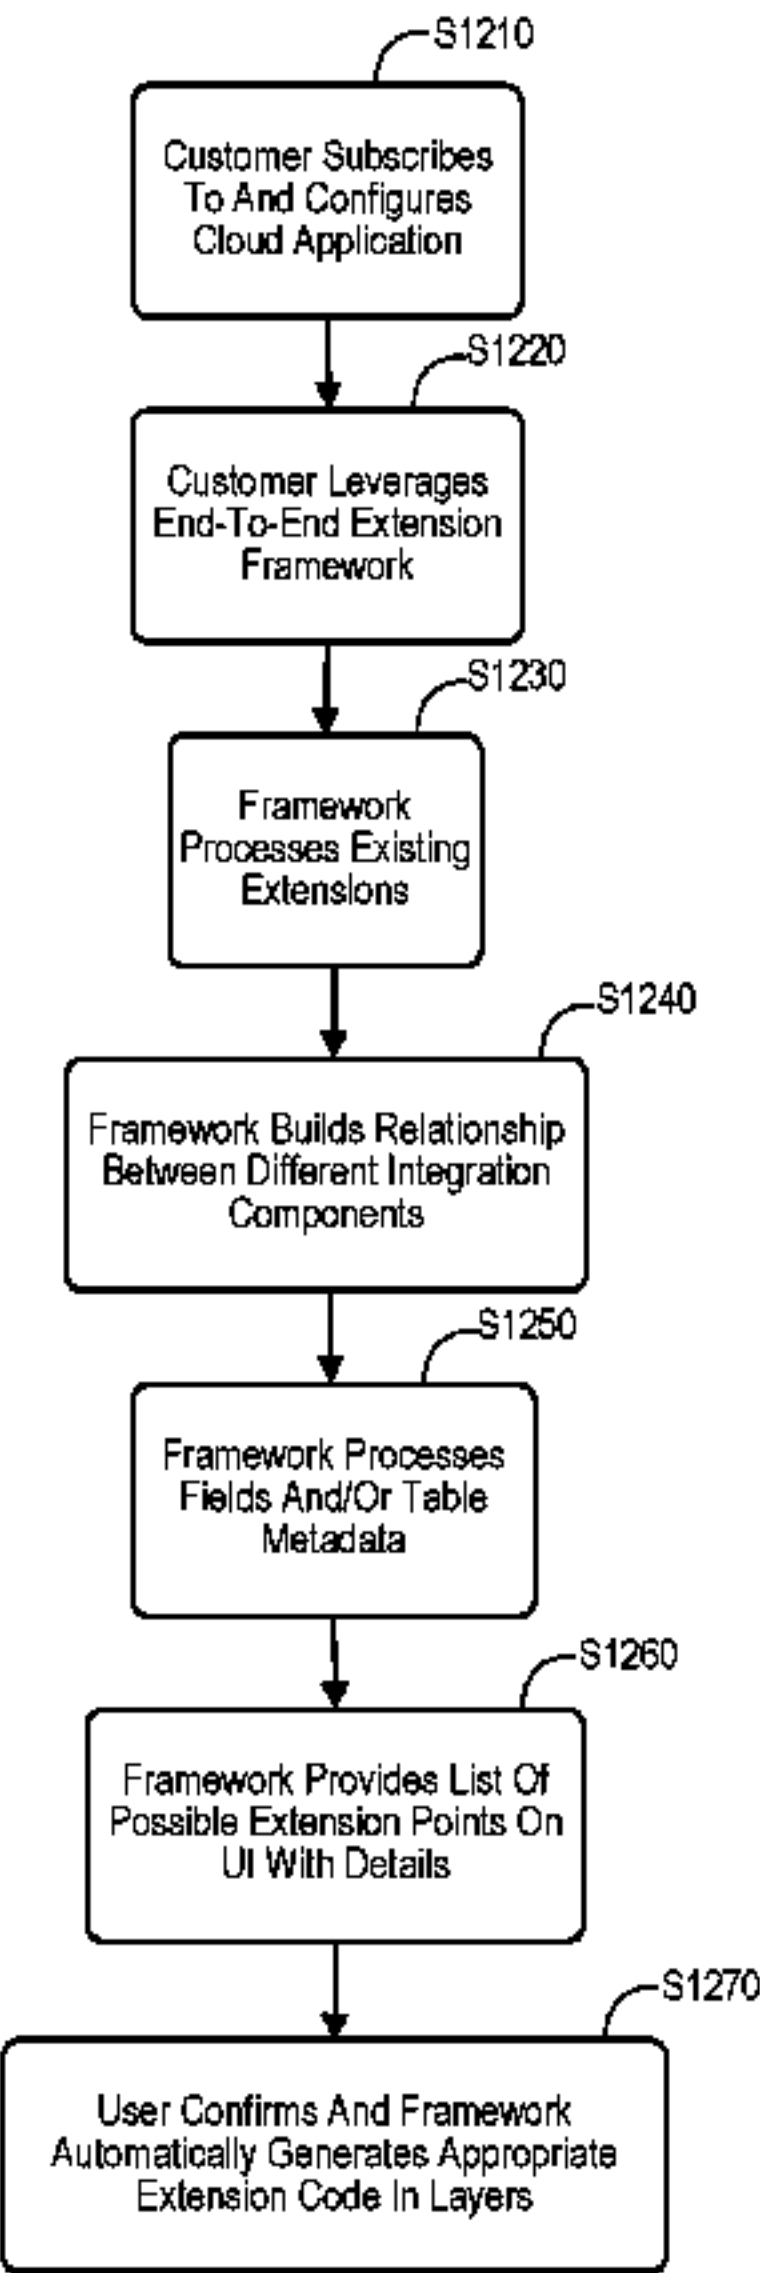 S1210
Customer Subscribes
To And Configures
Cloud Application
S1220
Customer Leverages
End-To-End Extension
Framework
S1230
Framework
Processes Existing
Extensions
S1240
Framework Builds Relationship
Between Different Integration
Components
S1250
Framework Processes
Fields And/Or Table
Metadata
S1260
Framework Provides List Of
Possible Extension Points On
UI With Details
S1270
User Confirms And Framework
Automatically Generates Appropriate
Extension Code In Layers